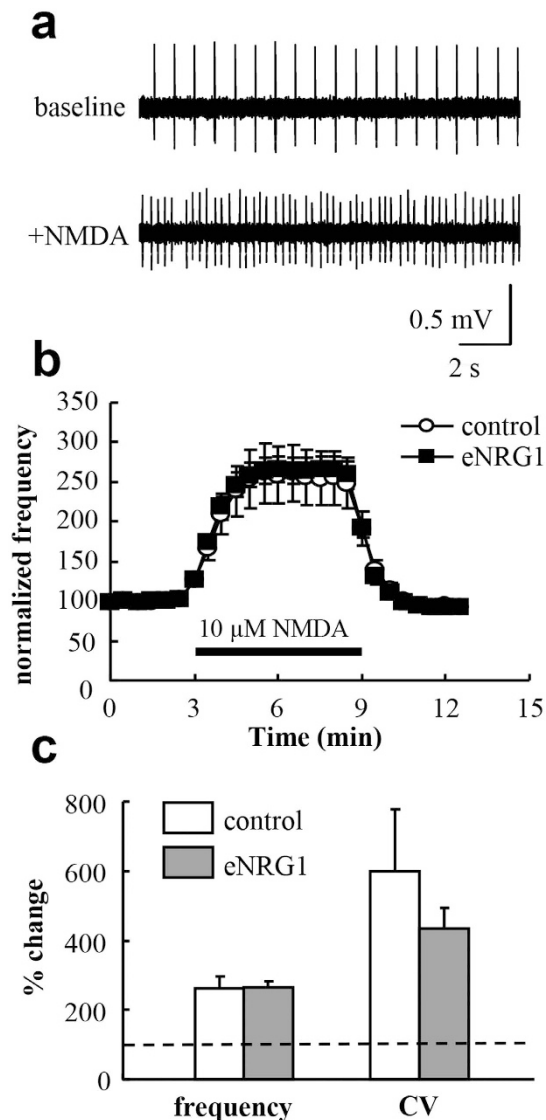 a
baseline
+NMDA
0.5 mV
2 s
b
350
300
250
200
150
100
50
0
normalized frequency
control
eNRG1
10 µM NMDA
0 3 6 9 12 15
Time (min)
c
800
600
400
200
0
% change
control
eNRG1
frequency CV